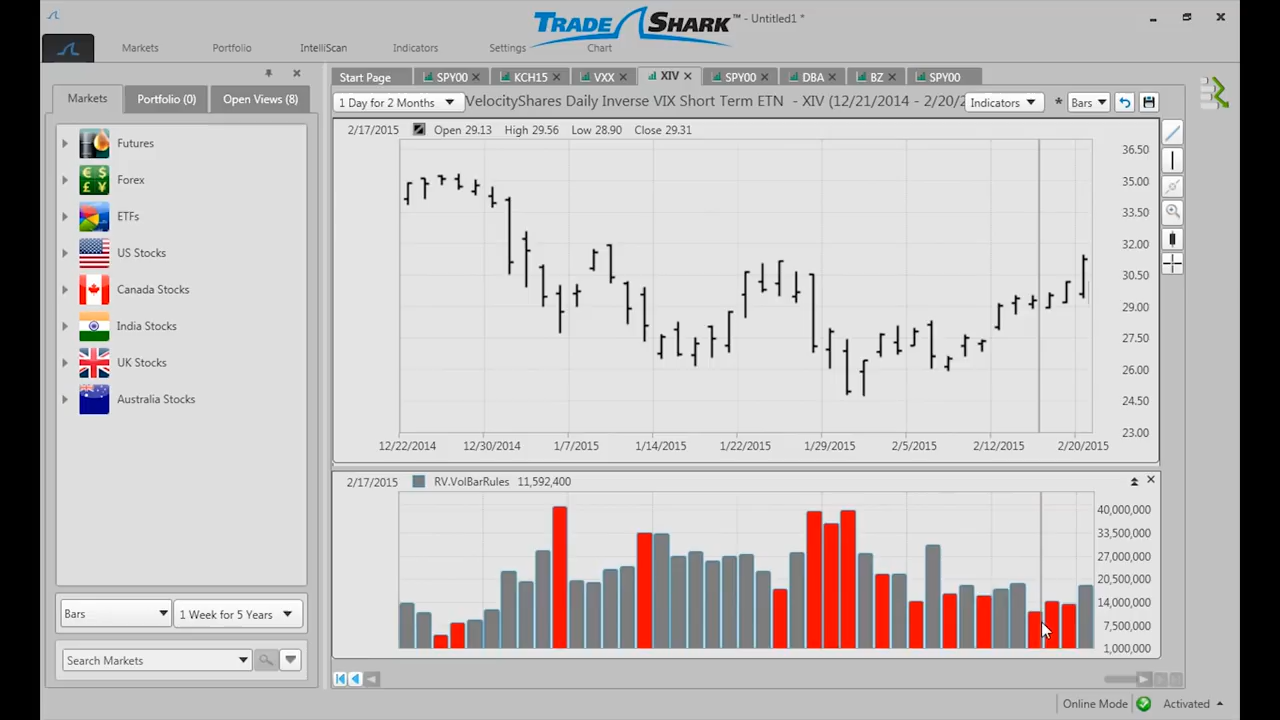 TRADE SHARK™ - Untitled1 *
Markets Portfolio IntelliScan Indicators Settings Chart
Markets Portfolio (0) Open Views (8)
Futures
Forex
ETFs
US Stocks
Canada Stocks
India Stocks
UK Stocks
Australia Stocks
Bars 1 Week for 5 Years
Search Markets
Start Page SPY00 KCH15 VXX XIV SPY00 DBA BZ SPY00
1 Day for 2 Months VelocityShares Daily Inverse VIX Short Term ETN - XIV (12/21/2014 - 2/20/2 Indicators * Bars
2/17/2015 Open 29.13 High 29.56 Low 28.90 Close 29.31
36.50
35.00
33.50
32.00
30.50
29.00
27.50
26.00
24.50
23.00
12/22/2014 12/30/2014 1/7/2015 1/14/2015 1/22/2015 1/29/2015 2/5/2015 2/12/2015 2/20/2015
2/17/2015 RV.VolBarRules 11,592,400
40,000,000
33,500,000
27,000,000
20,500,000
14,000,000
7,500,000
1,000,000
Online Mode Activated